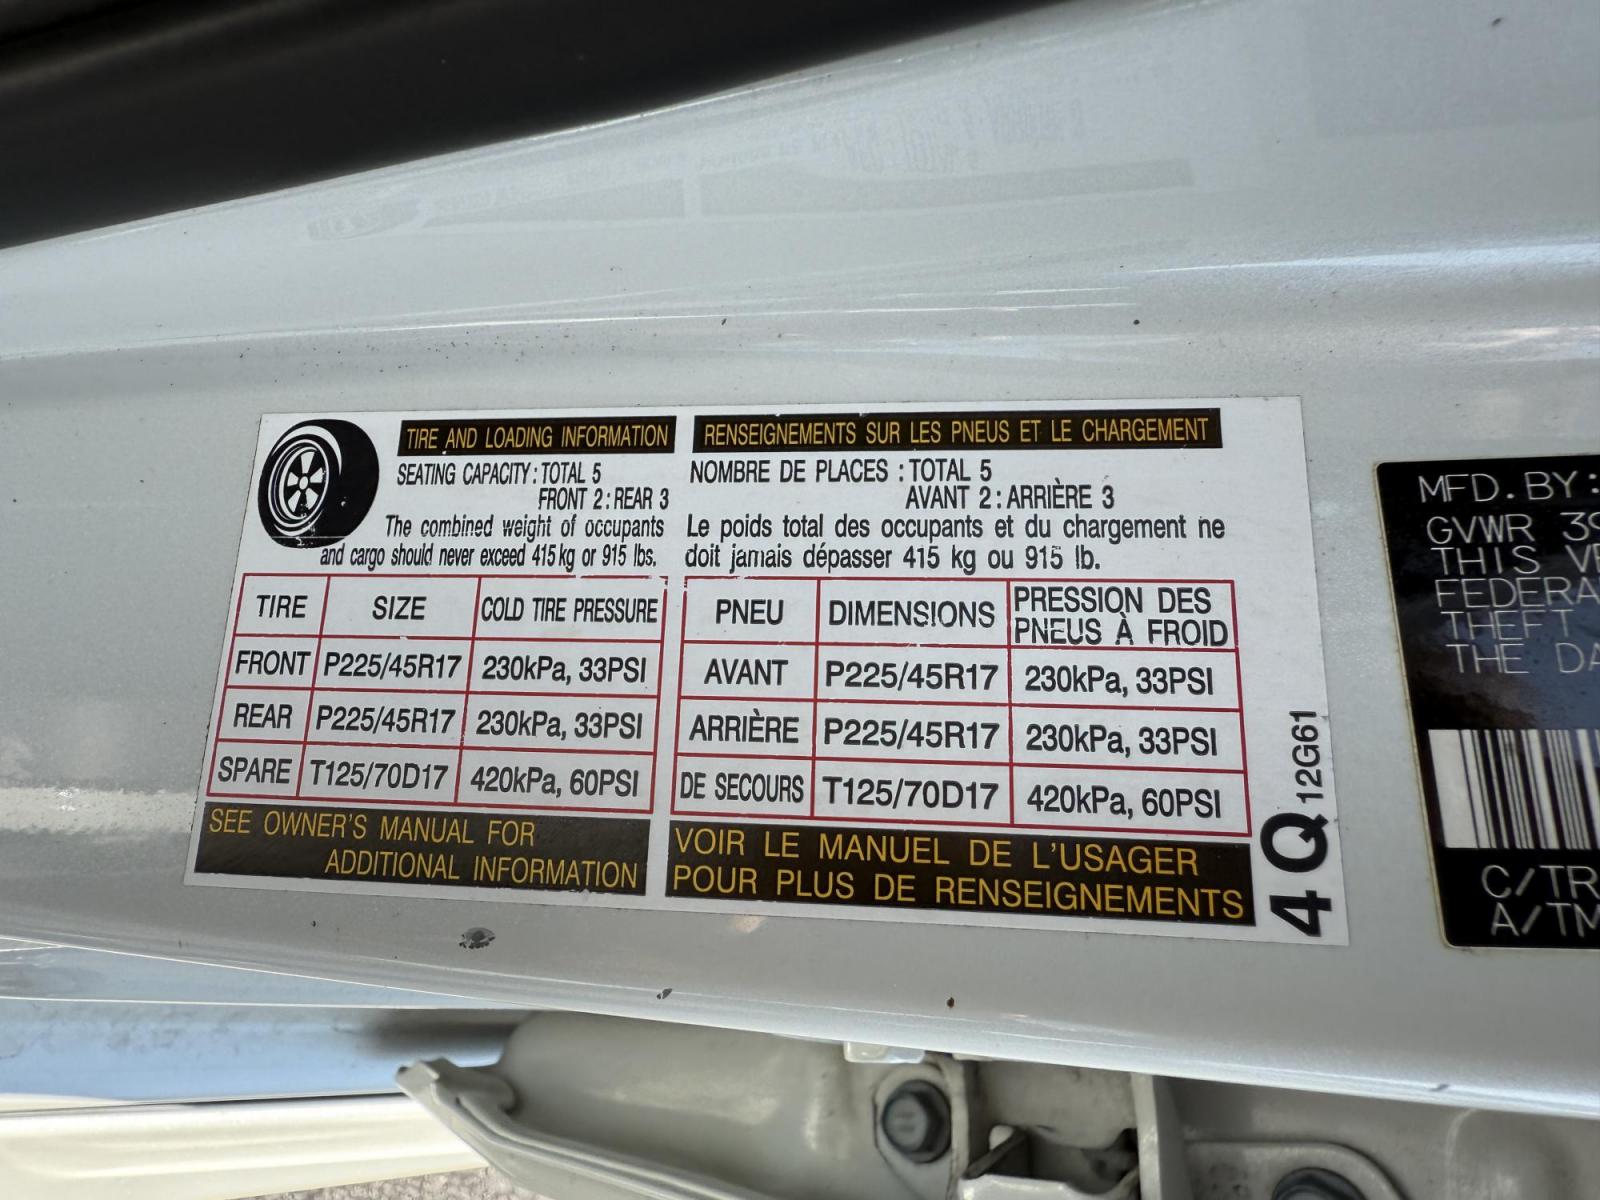 TIRE AND LOADING INFORMATION
SEATING CAPACITY : TOTAL 5
FRONT 2 : REAR 3
The combined weight of occupants
and cargo should never exceed 415 kg or 915 lbs.
TIRE SIZE COLD TIRE PRESSURE
FRONT P225/45R17 230kPa, 33PSI
REAR P225/45R17 230kPa, 33PSI
SPARE T125/70D17 420kPa, 60PSI
SEE OWNER'S MANUAL FOR
ADDITIONAL INFORMATION
RENSEIGNEMENTS SUR LES PNEUS ET LE CHARGEMENT
NOMBRE DE PLACES : TOTAL 5
AVANT 2 : ARRIÈRE 3
Le poids total des occupants et du chargement ne
doit jamais dépasser 415 kg ou 915 lb.
PNEU DIMENSIONS PRESSION DES
PNEUS À FROID
AVANT P225/45R17 230kPa, 33PSI
ARRIÈRE P225/45R17 230kPa, 33PSI
DE SECOURS T125/70D17 420kPa, 60PSI
VOIR LE MANUEL DE L'USAGER
POUR PLUS DE RENSEIGNEMENTS
4Q 12G61
MFD. BY:
GVWR 39
THIS VE
FEDERA
THEFT
THE DA
C/TR
A/TM